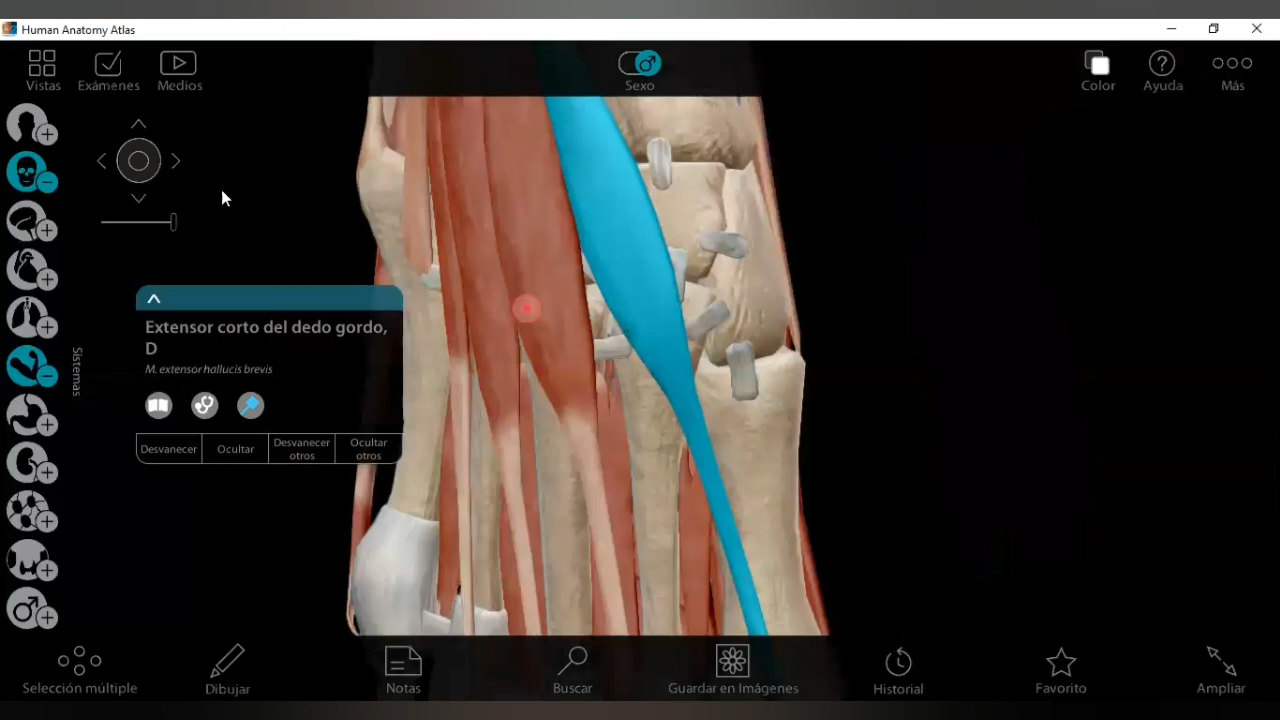 Human Anatomy Atlas
Vistas
Exámenes
Medios
Sexo
Color
Ayuda
Más
Sistemas
Extensor corto del dedo gordo,
D
M. extensor hallucis brevis
Desvanecer
Ocultar
Desvanecer
otros
Ocultar
otros
Selección múltiple
Dibujar
Notas
Buscar
Guardar en Imágenes
Historial
Favorito
Ampliar